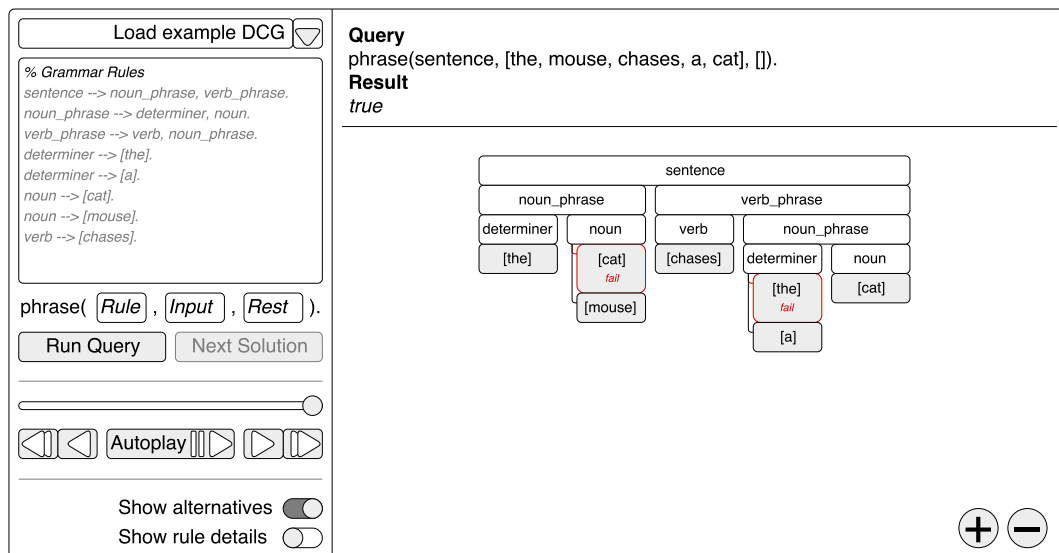 Load example DCG
% Grammar Rules
sentence --> noun_phrase, verb_phrase.
noun_phrase --> determiner, noun.
verb_phrase --> verb, noun_phrase.
determiner --> [the].
determiner --> [a].
noun --> [cat].
noun --> [mouse].
verb --> [chases].
phrase( Rule , Input , Rest ).
Run Query
Next Solution
Autoplay
Show alternatives
Show rule details
Query
phrase(sentence, [the, mouse, chases, a, cat], []).
Result
true
sentence
noun_phrase verb_phrase
determiner noun verb noun_phrase
[the] [cat] [chases] determiner noun
fail
[mouse] [the] [cat]
fail
[a]